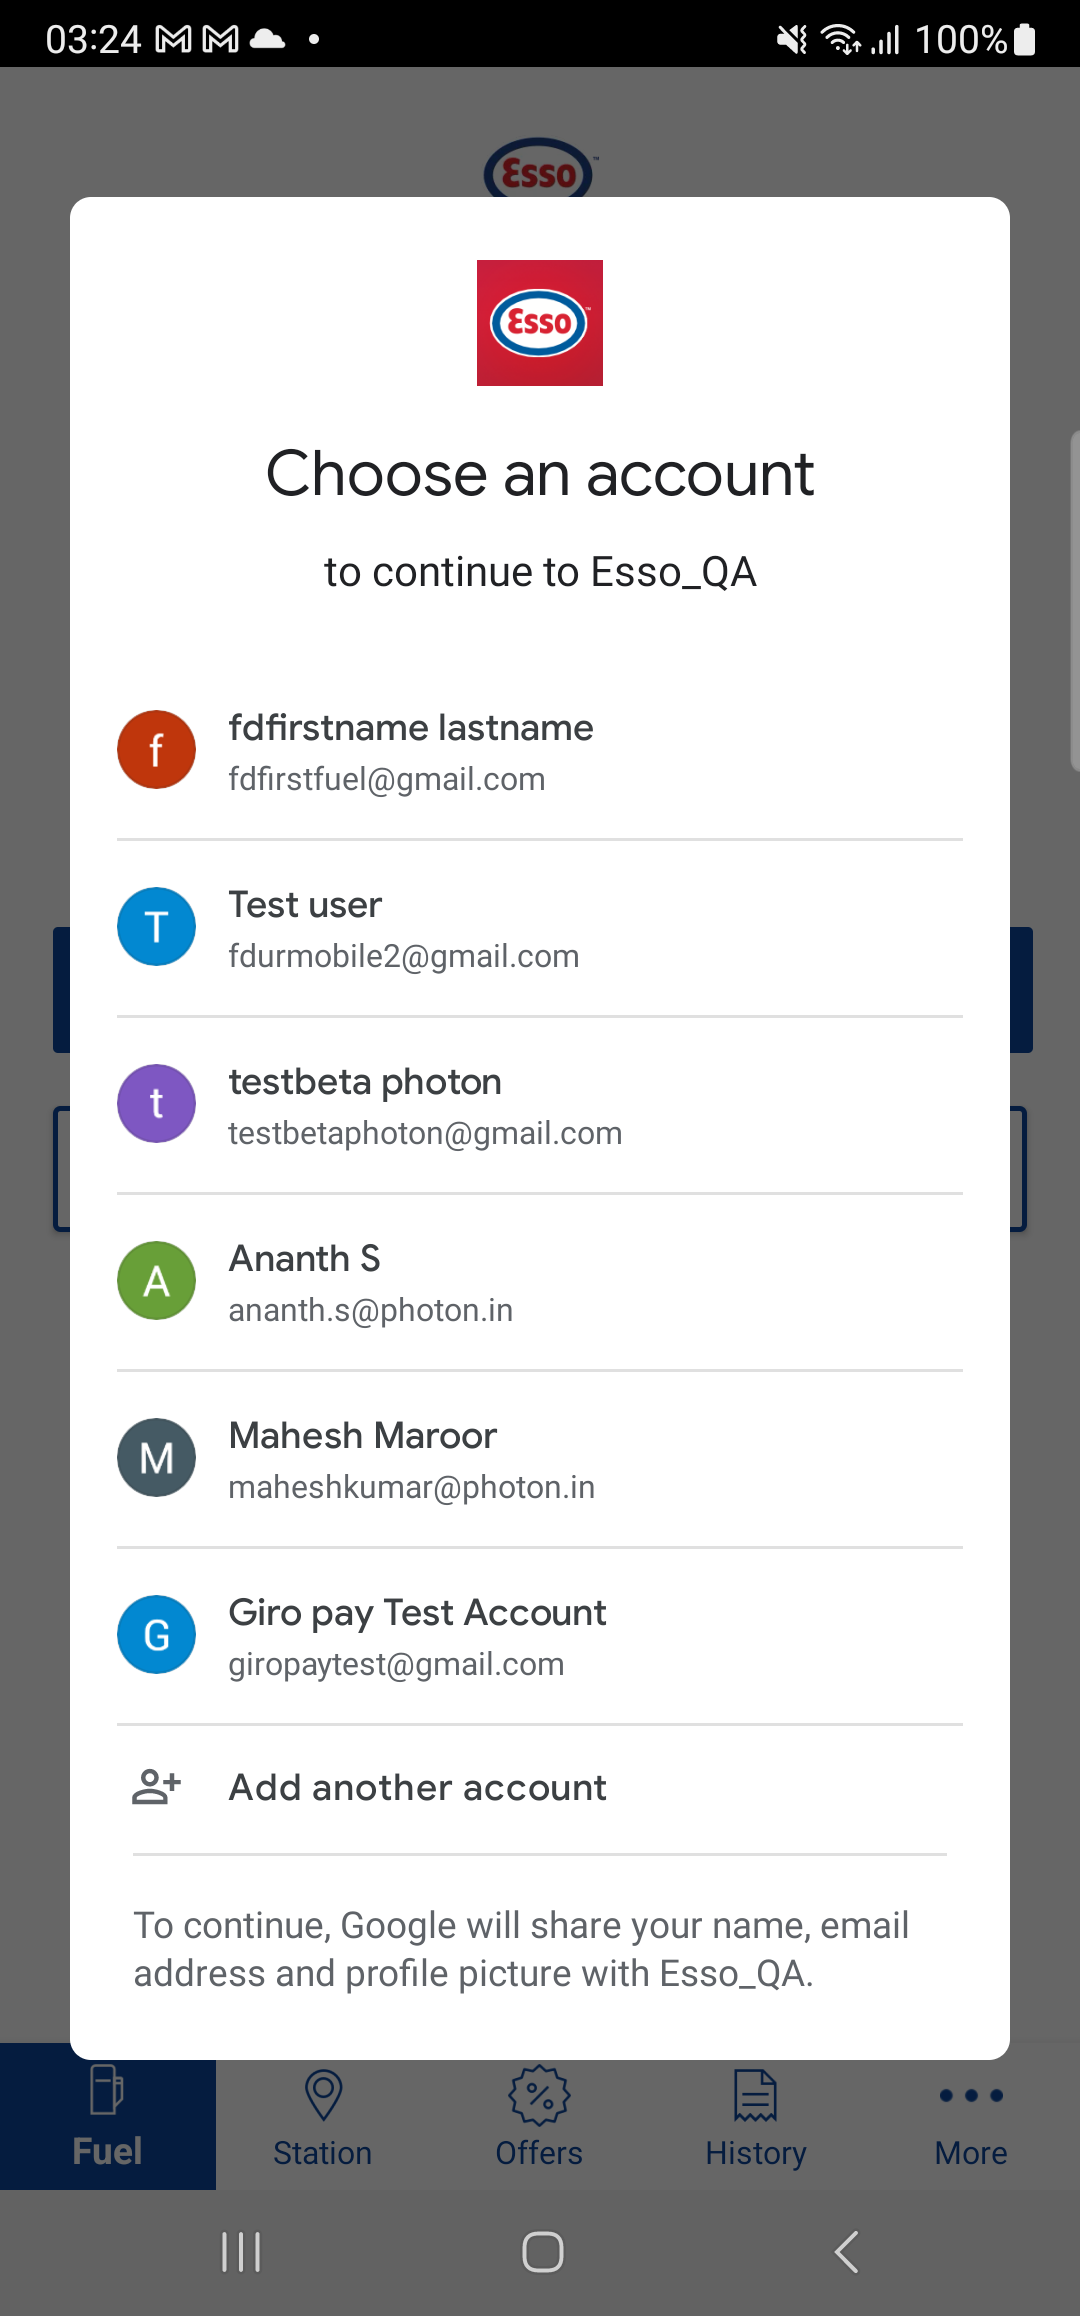 03:24
100%
Esso
Esso
Choose an account
to continue to Esso_QA
f
fdfirstname lastname
fdfirstfuel@gmail.com
T
Test user
fdurmobile2@gmail.com
t
testbeta photon
testbetaphoton@gmail.com
A
Ananth S
ananth.s@photon.in
M
Mahesh Maroor
maheshkumar@photon.in
G
Giro pay Test Account
giropaytest@gmail.com
Add another account
To continue, Google will share your name, email
address and profile picture with Esso_QA.
Fuel
Station
Offers
History
More